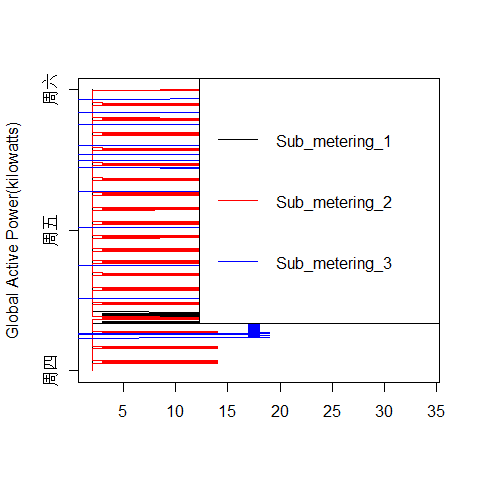 Global Active Power(kilowatts)
周六
周五
周四
Sub_metering_1
Sub_metering_2
Sub_metering_3
5 10 15 20 25 30 35